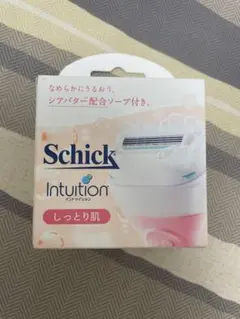 なめらかにうるおう。
シアバター配合ソープ付き。
Schick
Intuition
イントゥイション
しっとり肌